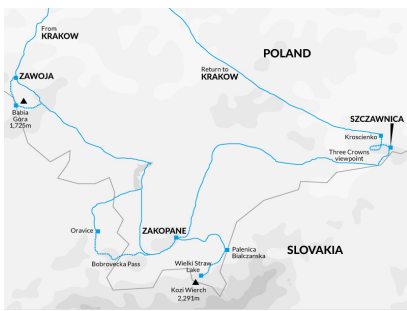 From
KRAKOW
POLAND
Return to
KRAKOW
ZAWOJA
Babia
Góra
1,725m
SZCZAWNICA
Kroscienko
Three Crowns
viewpoint
Oravice
ZAKOPANE
Palenica
Bialczanska
SLOVAKIA
Bobrovecka Pass
Wielki Straw
Lake
Kozi Wierch
2,291m